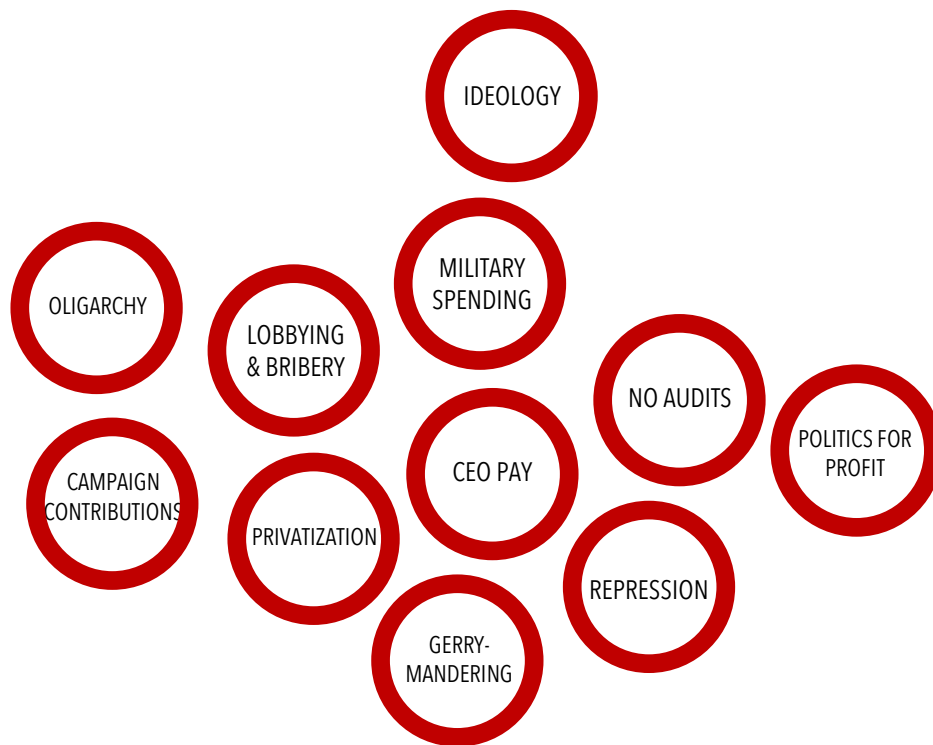 IDEOLOGY
MILITARY
SPENDING
OLIGARCHY
LOBBYING
& BRIBERY
NO AUDITS
POLITICS FOR
PROFIT
CEO PAY
CAMPAIGN
CONTRIBUTIONS
PRIVATIZATION
REPRESSION
GERRY-
MANDERING